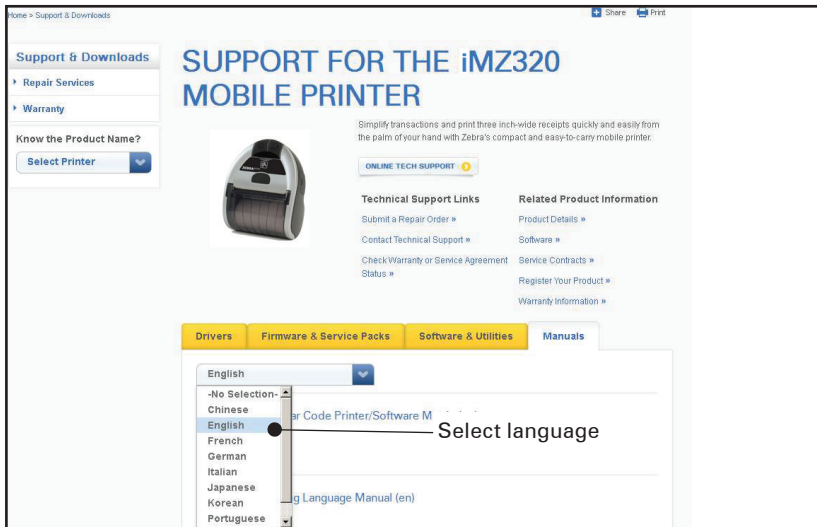 Home > Support & Downloads
Share Print
Support & Downloads
Repair Services
Warranty
Know the Product Name?
Select Printer
SUPPORT FOR THE iMZ320
MOBILE PRINTER
Simplify transactions and print three inch-wide receipts quickly and easily from
the palm of your hand with Zebra's compact and easy-to-carry mobile printer.
ONLINE TECH SUPPORT
Technical Support Links
Submit a Repair Order »
Contact Technical Support »
Check Warranty or Service Agreement
Status »
Related Product Information
Product Details »
Software »
Service Contracts »
Register Your Product »
Warranty Information »
Drivers Firmware & Service Packs Software & Utilities Manuals
English
-No Selection-
Chinese
English
French
German
Italian
Japanese
Korean
Portuguese
Code Printer/Software
Select language
Language Manual (en)